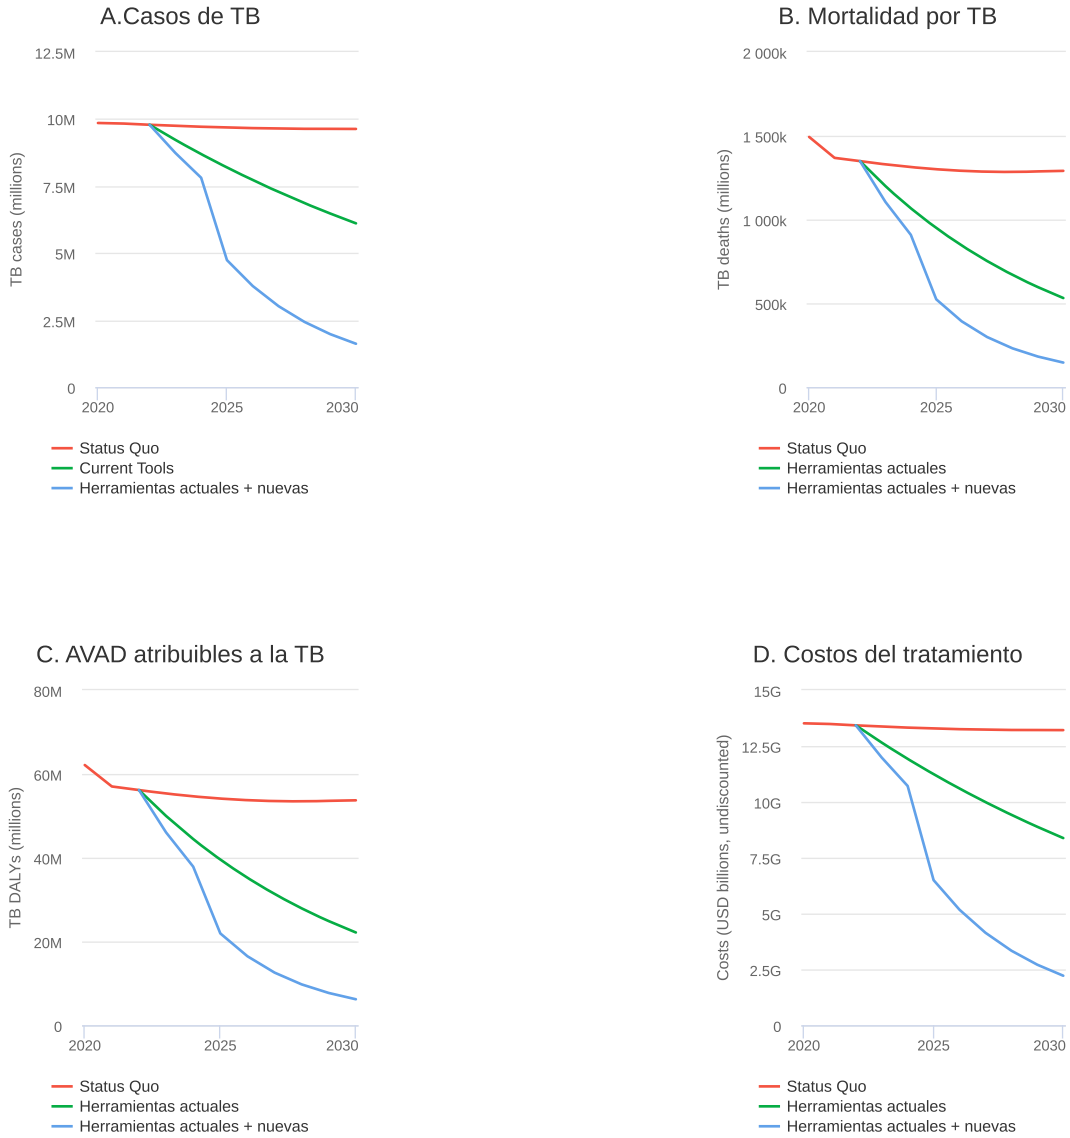 A.Casos de TB
12.5M
10M
7.5M
5M
2.5M
0
TB cases (millions)
2020
2025
2030
Status Quo
Current Tools
Herramientas actuales + nuevas
B. Mortalidad por TB
2 000k
1 500k
1 000k
500k
0
TB deaths (millions)
2020
2025
2030
Status Quo
Herramientas actuales
Herramientas actuales + nuevas
C. AVAD atribuibles a la TB
80M
60M
40M
20M
0
TB DALYs (millions)
2020
2025
2030
Status Quo
Herramientas actuales
Herramientas actuales + nuevas
D. Costos del tratamiento
15G
12.5G
10G
7.5G
5G
2.5G
0
Costs (USD billions, undiscounted)
2020
2025
2030
Status Quo
Herramientas actuales
Herramientas actuales + nuevas